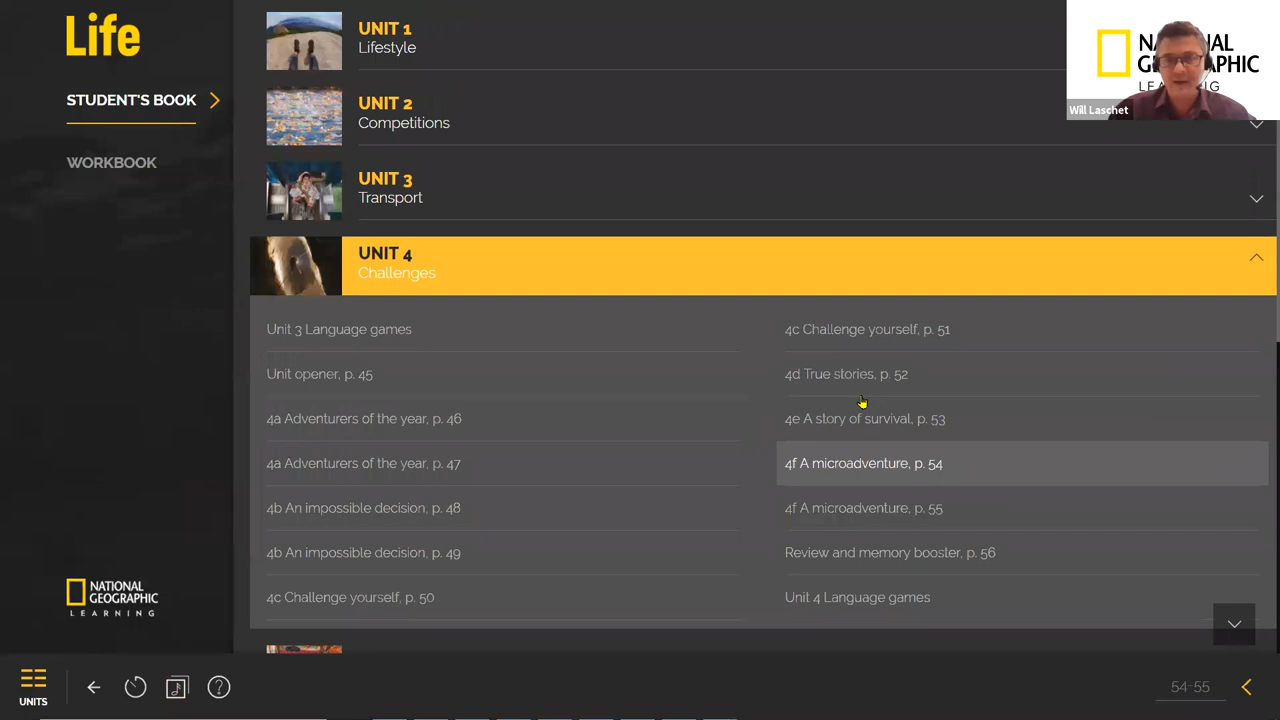 Life
STUDENT'S BOOK
WORKBOOK
UNIT 1
Lifestyle
UNIT 2
Competitions
UNIT 3
Transport
UNIT 4
Challenges
Unit 3 Language games
Unit opener, p. 45
4a Adventurers of the year, p. 46
4a Adventurers of the year, p. 47
4b An impossible decision, p. 48
4b An impossible decision, p. 49
4c Challenge yourself, p. 50
4c Challenge yourself, p. 51
4d True stories, p. 52
4e A story of survival, p. 53
4f A microadventure, p. 54
4f A microadventure, p. 55
Review and memory booster, p. 56
Unit 4 Language games
Will Laschet
NATIONAL
GEOGRAPHIC
LEARNING
UNITS
54-55